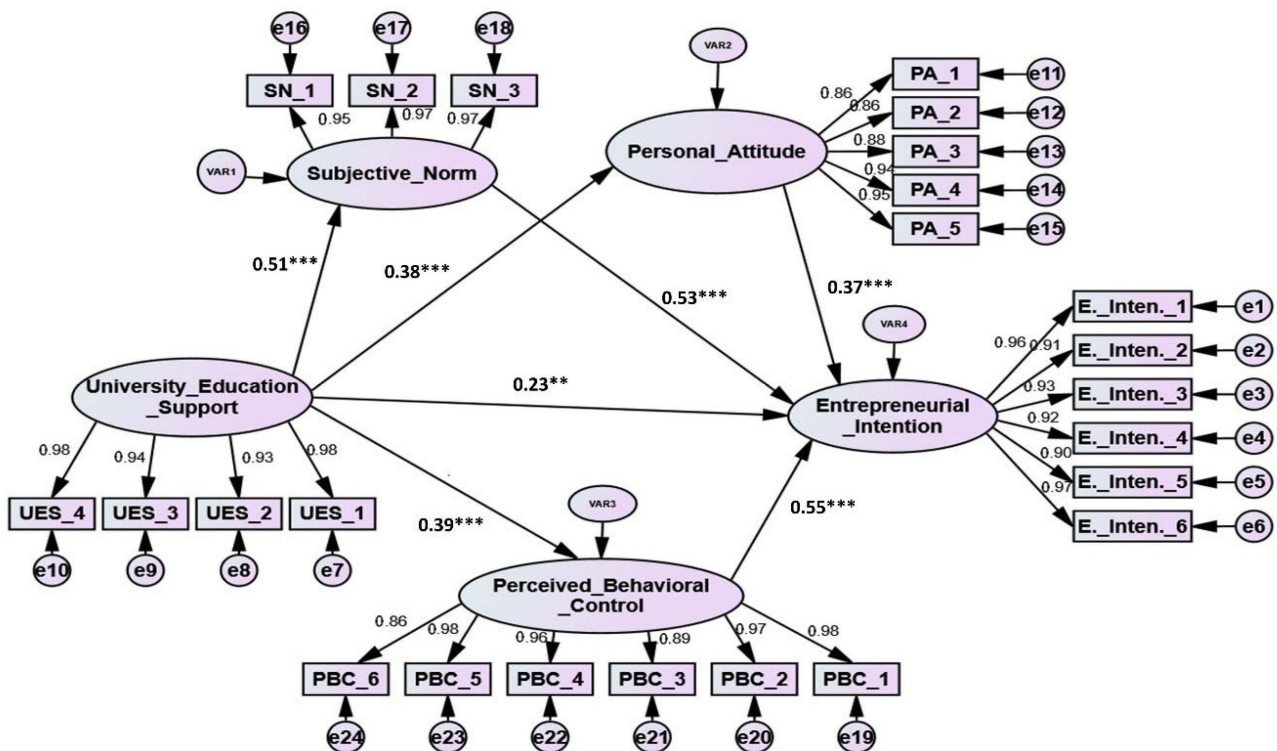 e16
e17
e18
SN_1
SN_2
SN_3
0.95
0.97
0.97
VAR1
Subjective_Norm
VAR2
Personal_Attitude
PA_1
e11
PA_2
e12
PA_3
e13
PA_4
e14
PA_5
e15
0.86
0.86
0.88
0.94
0.95
0.51***
0.38***
0.53***
0.37***
VAR4
E._Inten._1
e1
E._Inten._2
e2
E._Inten._3
e3
E._Inten._4
e4
E._Inten._5
e5
E._Inten._6
e6
0.96
0.91
0.93
0.92
0.90
0.97
University_Education
_Support
0.23**
Entrepreneurial
_Intention
0.98
0.94
0.93
0.98
UES_4
UES_3
UES_2
UES_1
e10
e9
e8
e7
0.39***
VAR3
0.55***
Perceived_Behavioral
_Control
0.86
0.98
0.96
0.89
0.97
0.98
PBC_6
PBC_5
PBC_4
PBC_3
PBC_2
PBC_1
e24
e23
e22
e21
e20
e19